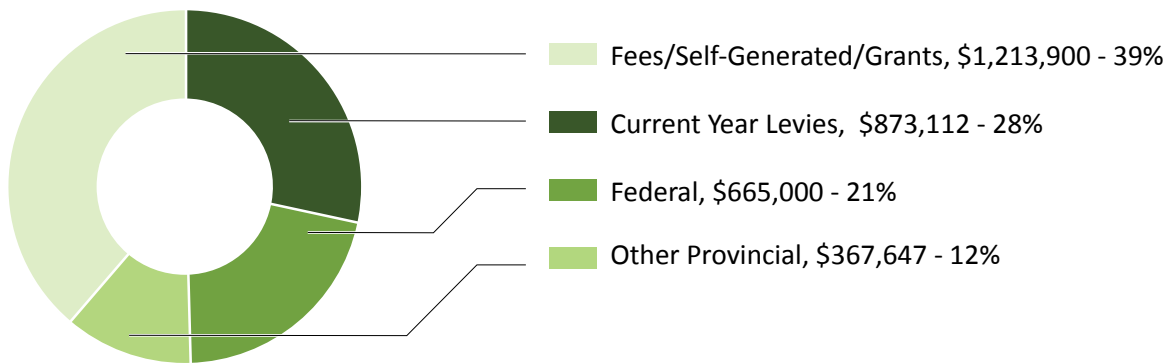 Fees/Self-Generated/Grants, $1,213,900 - 39%
Current Year Levies,  $873,112 - 28%
Federal, $665,000 - 21%
Other Provincial, $367,647 - 12%